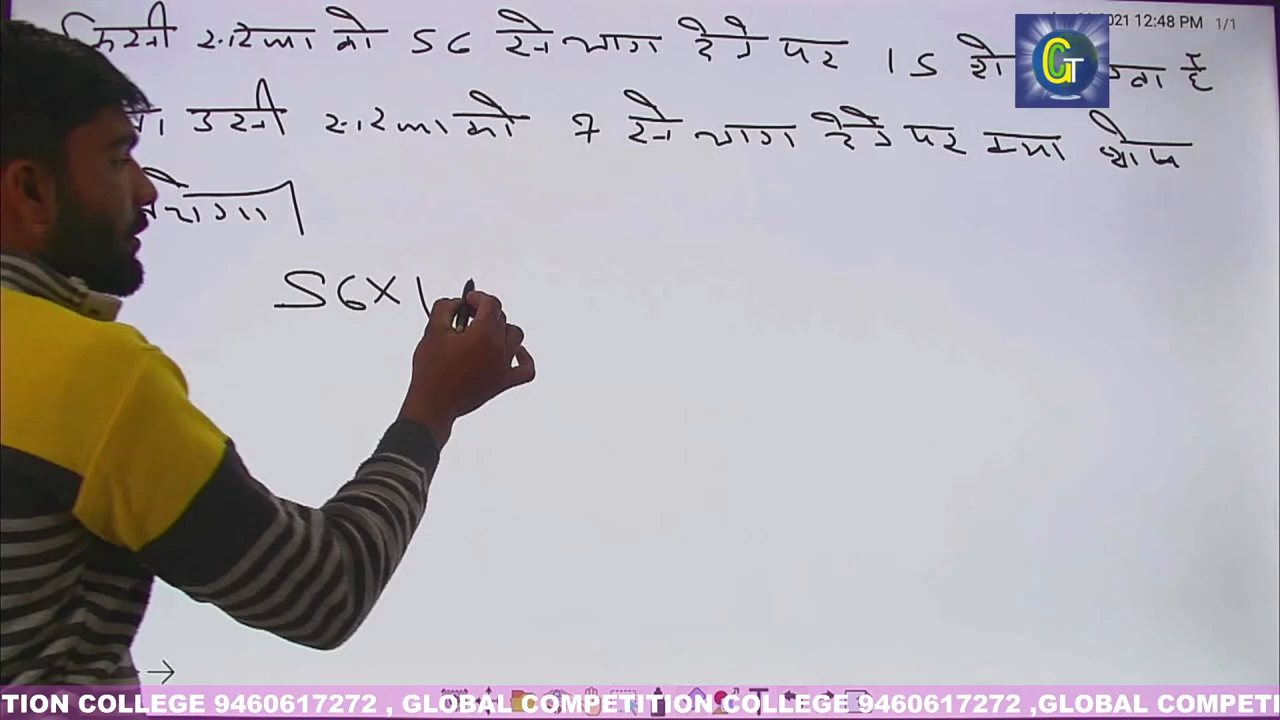 2021 12:48 PM 1/1
GT
किसी संख्या को 56 से भाग देने पर 15 शे है
उसी संख्या को 7 से भाग देने पर क्या शेष
56×1
TION COLLEGE 9460617272 , GLOBAL COMPETITION COLLEGE 9460617272 ,GLOBAL COMPETI